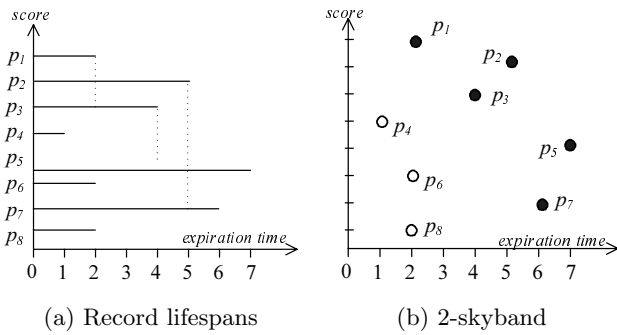 score
p1
p2
p3
p4
p5
p6
p7
p8
expiration time
0 1 2 3 4 5 6 7
(a) Record lifespans
score
p1
p2
p3
p4
p5
p6
p7
p8
expiration time
0 1 2 3 4 5 6 7
(b) 2-skyband